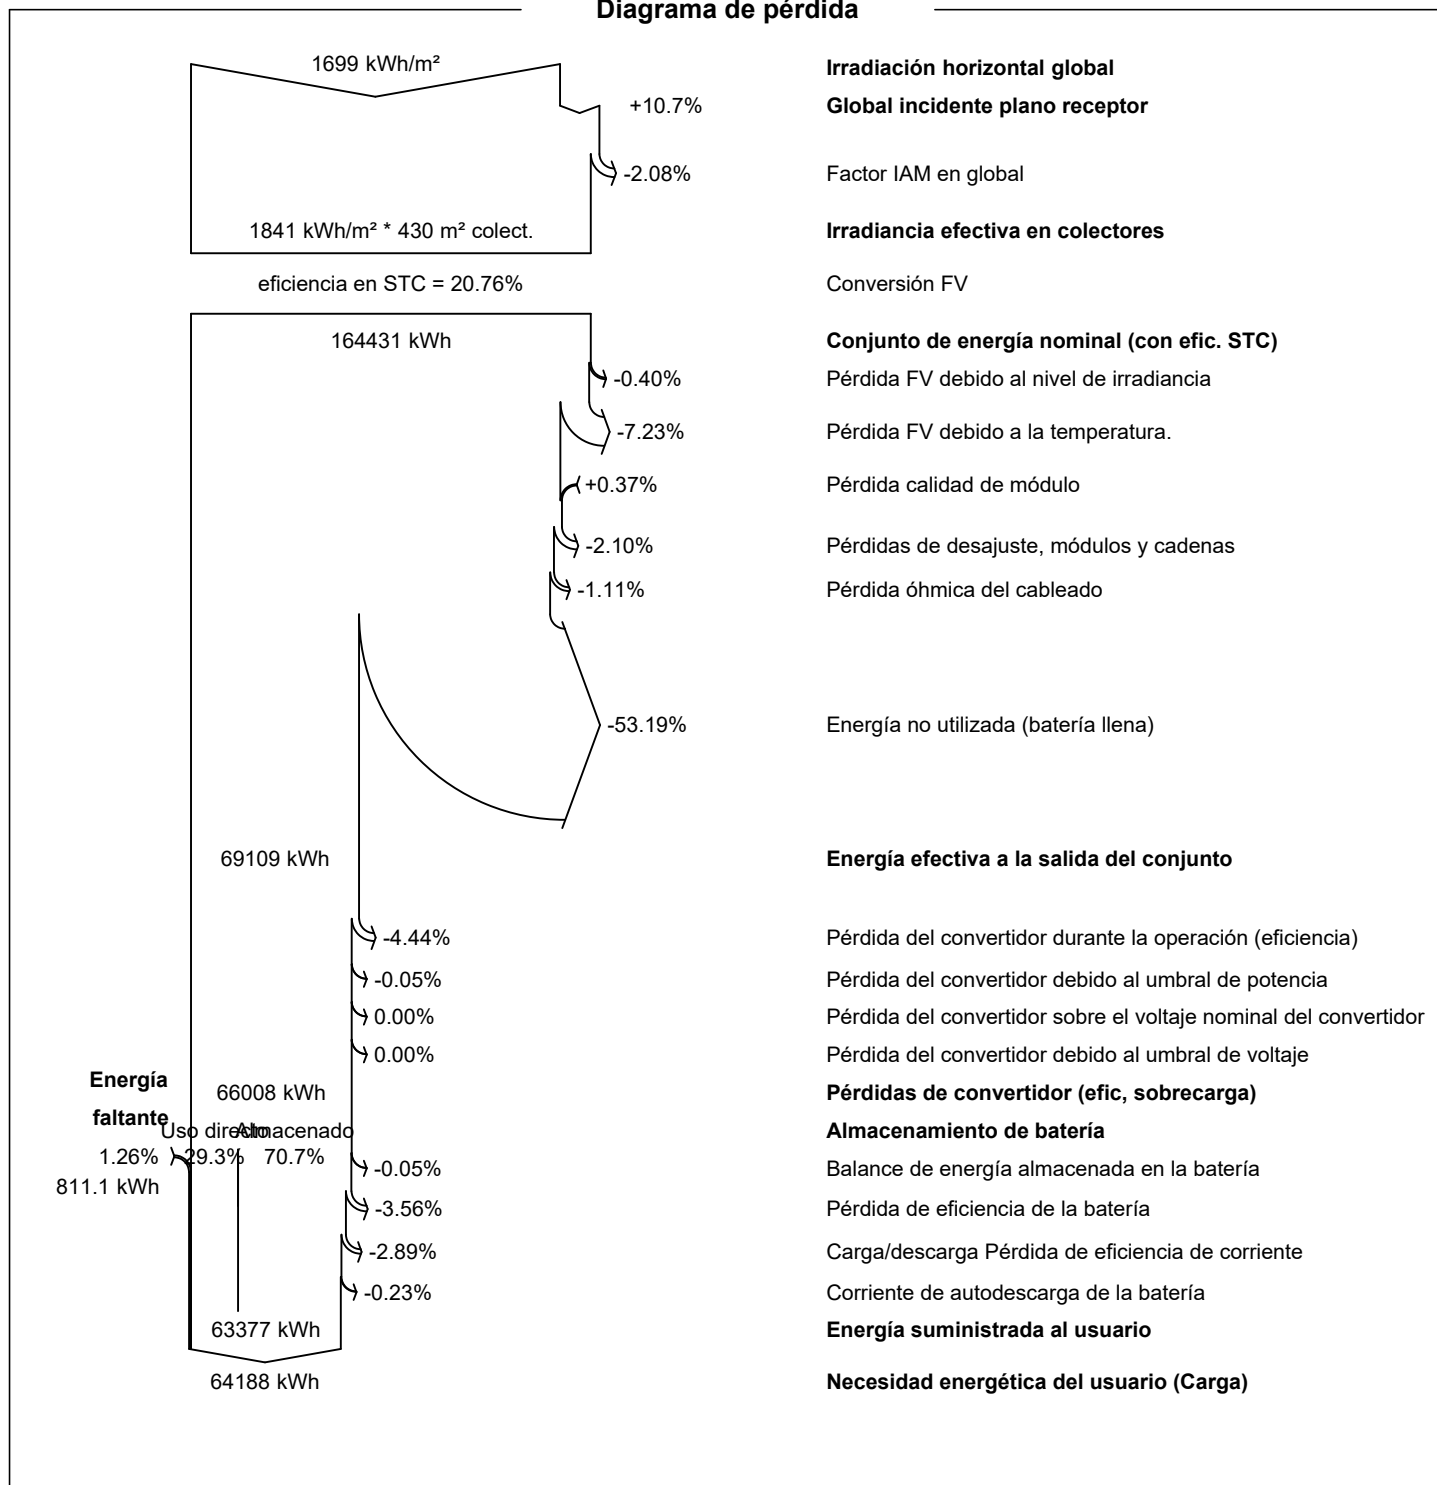 Diagrama de pérdida
1699 kWh/m² Irradiación horizontal global
+10.7% Global incidente plano receptor
-2.08% Factor IAM en global
1841 kWh/m² * 430 m² colect. Irradiancia efectiva en colectores
eficiencia en STC = 20.76% Conversión FV
164431 kWh Conjunto de energía nominal (con efic. STC)
-0.40% Pérdida FV debido al nivel de irradiancia
-7.23% Pérdida FV debido a la temperatura.
+0.37% Pérdida calidad de módulo
-2.10% Pérdidas de desajuste, módulos y cadenas
-1.11% Pérdida óhmica del cableado
-53.19% Energía no utilizada (batería llena)
69109 kWh Energía efectiva a la salida del conjunto
-4.44% Pérdida del convertidor durante la operación (eficiencia)
-0.05% Pérdida del convertidor debido al umbral de potencia
0.00% Pérdida del convertidor sobre el voltaje nominal del convertidor
0.00% Pérdida del convertidor debido al umbral de voltaje
Energía
66008 kWh Pérdidas de convertidor (efic, sobrecarga)
faltante
Uso directo Almacenado Almacenamiento de batería
1.26% 29.3% 70.7%
-0.05% Balance de energía almacenada en la batería
811.1 kWh
-3.56% Pérdida de eficiencia de la batería
-2.89% Carga/descarga Pérdida de eficiencia de corriente
-0.23% Corriente de autodescarga de la batería
63377 kWh Energía suministrada al usuario
64188 kWh Necesidad energética del usuario (Carga)